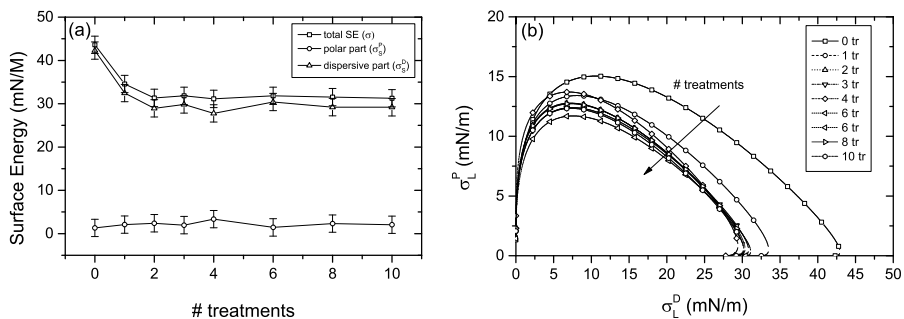 (a)
total SE (σ)
polar part (σ_S^P)
dispersive part (σ_S^D)
Surface Energy (mN/M)
50
40
30
20
10
0
0 2 4 6 8 10
# treatments
(b)
0 tr
1 tr
2 tr
3 tr
4 tr
6 tr
6 tr
8 tr
10 tr
# treatments
σ_L^P (mN/m)
20
15
10
5
0
0 5 10 15 20 25 30 35 40 45 50
σ_L^D (mN/m)